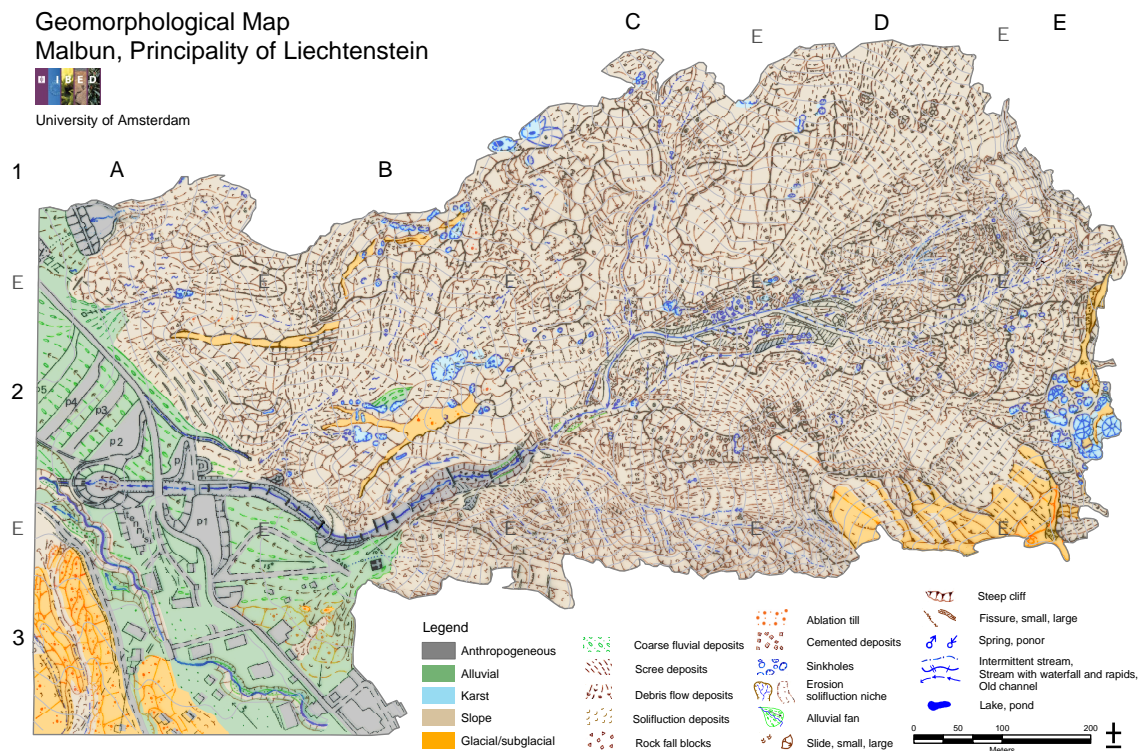 Geomorphological Map
Malbun, Principality of Liechtenstein
I B E D
University of Amsterdam
A
B
C
D
E
E
E
1
2
3
E
E
E
E
E
E
E
E
E
E
p5
p4
p3
p2
p1
Legend
Anthropogeneous
Alluvial
Karst
Slope
Glacial/subglacial
Coarse fluvial deposits
Scree deposits
Debris flow deposits
Solifluction deposits
Rock fall blocks
Ablation till
Cemented deposits
Sinkholes
Erosion
solifluction niche
Alluvial fan
Slide, small, large
Steep cliff
Fissure, small, large
Spring, ponor
Intermittent stream,
Stream with waterfall and rapids,
Old channel
Lake, pond
0
50
100
200
Meters